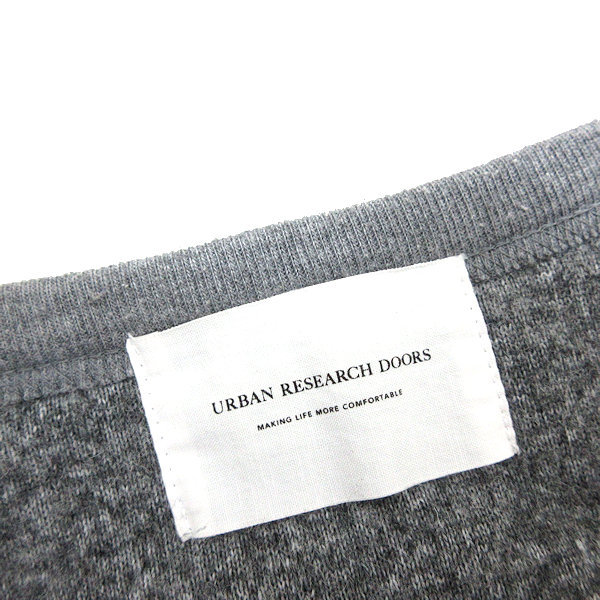 URBAN RESEARCH DOORS
MAKING LIFE MORE COMFORTABLE